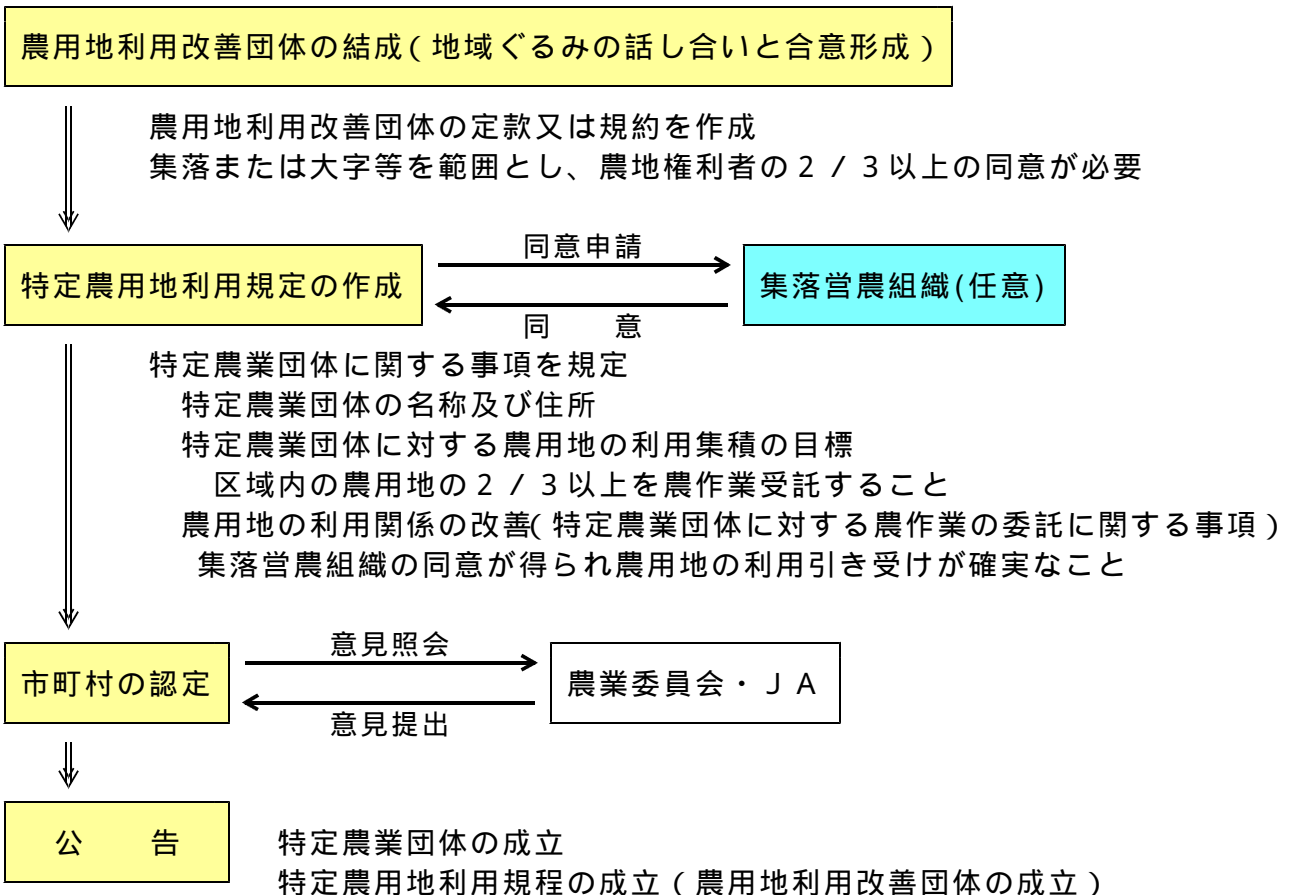 農用地利用改善団体の結成(地域ぐるみの話し合いと合意形成)
農用地利用改善団体の定款又は規約を作成
集落または大字等を範囲とし、農地権利者の2/3以上の同意が必要
同意申請
特定農用地利用規定の作成
集落営農組織(任意)
同　　意
特定農業団体に関する事項を規定
特定農業団体の名称及び住所
特定農業団体に対する農用地の利用集積の目標
区域内の農用地の2/3以上を農作業受託すること
農用地の利用関係の改善(特定農業団体に対する農作業の委託に関する事項)
集落営農組織の同意が得られ農用地の利用引き受けが確実なこと
意見照会
市町村の認定
農業委員会・JA
意見提出
公　　告
特定農業団体の成立
特定農用地利用規程の成立(農用地利用改善団体の成立)